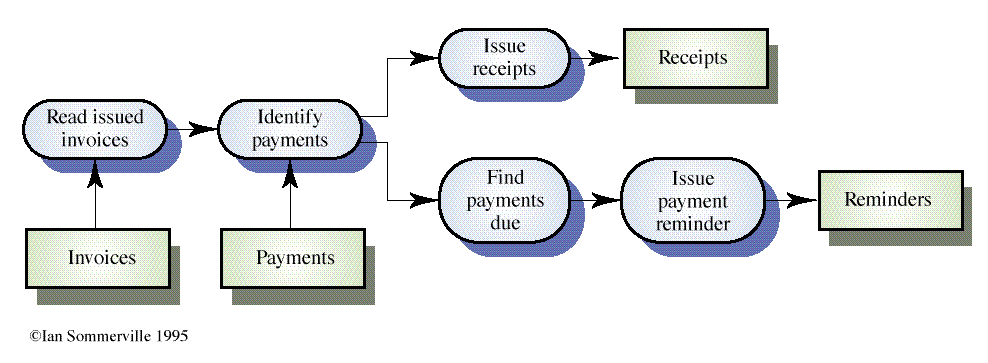 Issue
receipts
Receipts
Read issued
invoices
Identify
payments
Find
payments
due
Issue
payment
reminder
Reminders
Invoices
Payments
©Ian Sommerville 1995